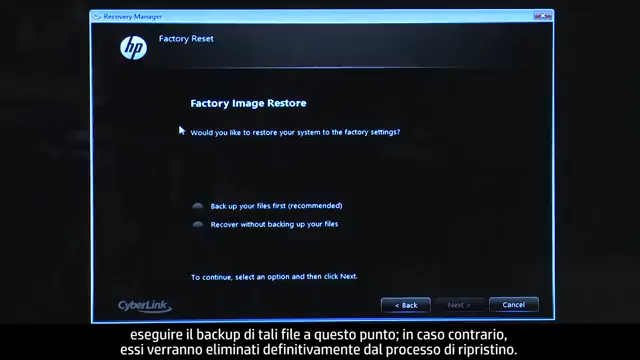 Recovery Manager
hp
Factory Reset
Factory Image Restore
Would you like to restore your system to the factory settings?
Back up your files first (recommended)
Recover without backing up your files
To continue, select an option and then click Next.
CyberLink
< Back
Next >
Cancel
eseguire il backup di tali file a questo punto; in caso contrario,
essi verranno eliminati definitivamente dal processo di ripristino.